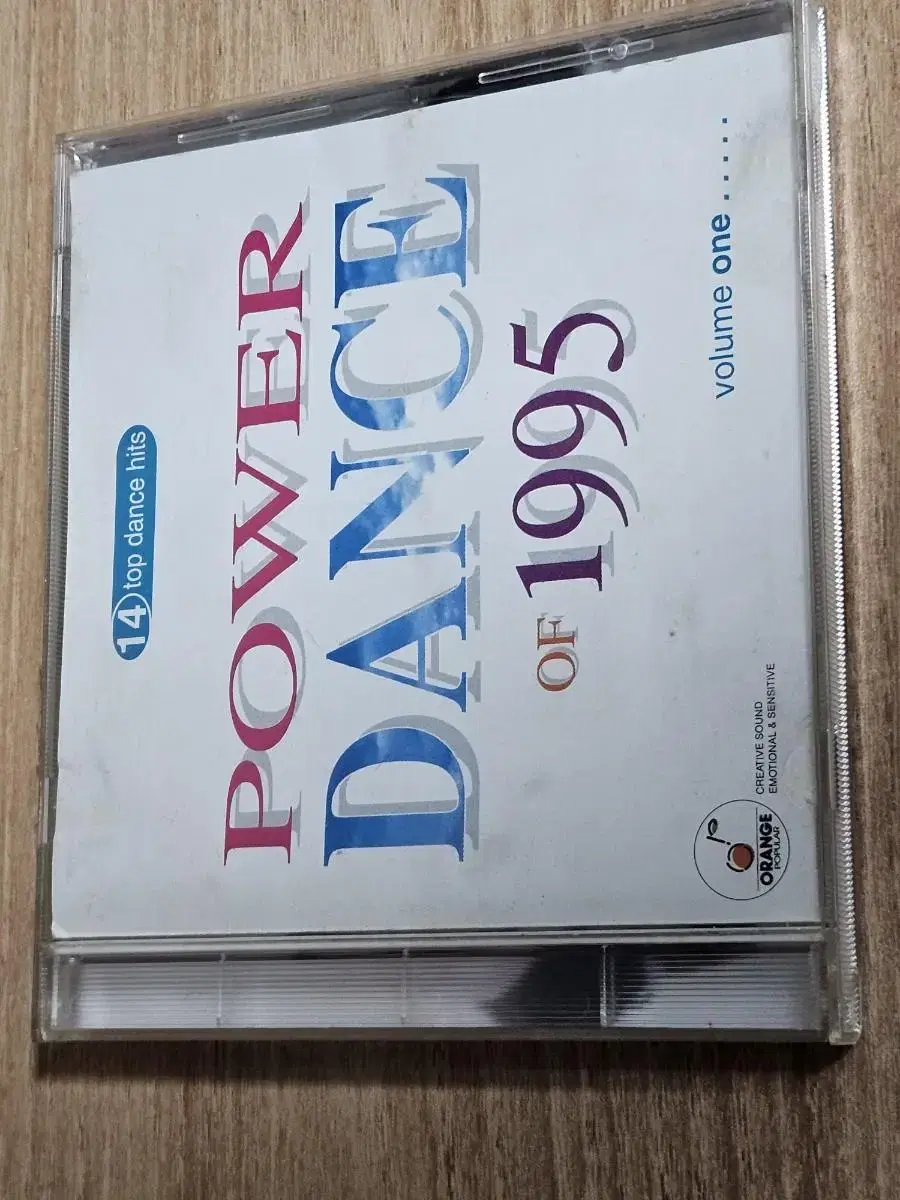 14 top dance hits
POWER
DANCE
OF 1995
volume one . . . . .
ORANGE
POPULAR
CREATIVE SOUND
EMOTIONAL & SENSITIVE